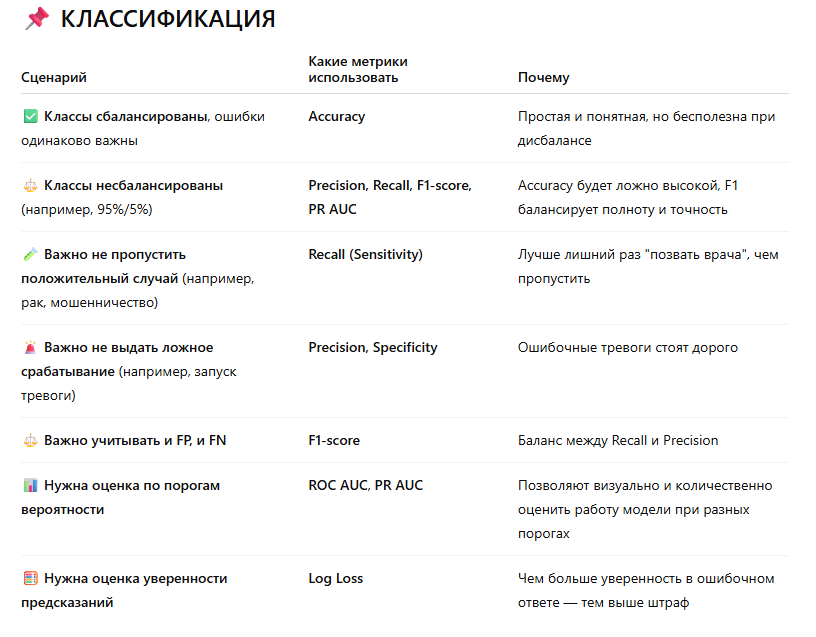 📌 КЛАССИФИКАЦИЯ
Сценарий
Какие метрики
использовать
Почему
✅ Классы сбалансированы, ошибки
одинаково важны
Accuracy
Простая и понятная, но бесполезна при
дисбалансе
⚖️ Классы несбалансированы
(например, 95%/5%)
Precision, Recall, F1-score,
PR AUC
Accuracy будет ложно высокой, F1
балансирует полноту и точность
🧪 Важно не пропустить
положительный случай (например,
рак, мошенничество)
Recall (Sensitivity)
Лучше лишний раз "позвать врача", чем
пропустить
🚨 Важно не выдать ложное
срабатывание (например, запуск
тревоги)
Precision, Specificity
Ошибочные тревоги стоят дорого
⚖️ Важно учитывать и FP, и FN
F1-score
Баланс между Recall и Precision
📊 Нужна оценка по порогам
вероятности
ROC AUC, PR AUC
Позволяют визуально и количественно
оценить работу модели при разных
порогах
🧮 Нужна оценка уверенности
предсказаний
Log Loss
Чем больше уверенность в ошибочном
ответе — тем выше штраф